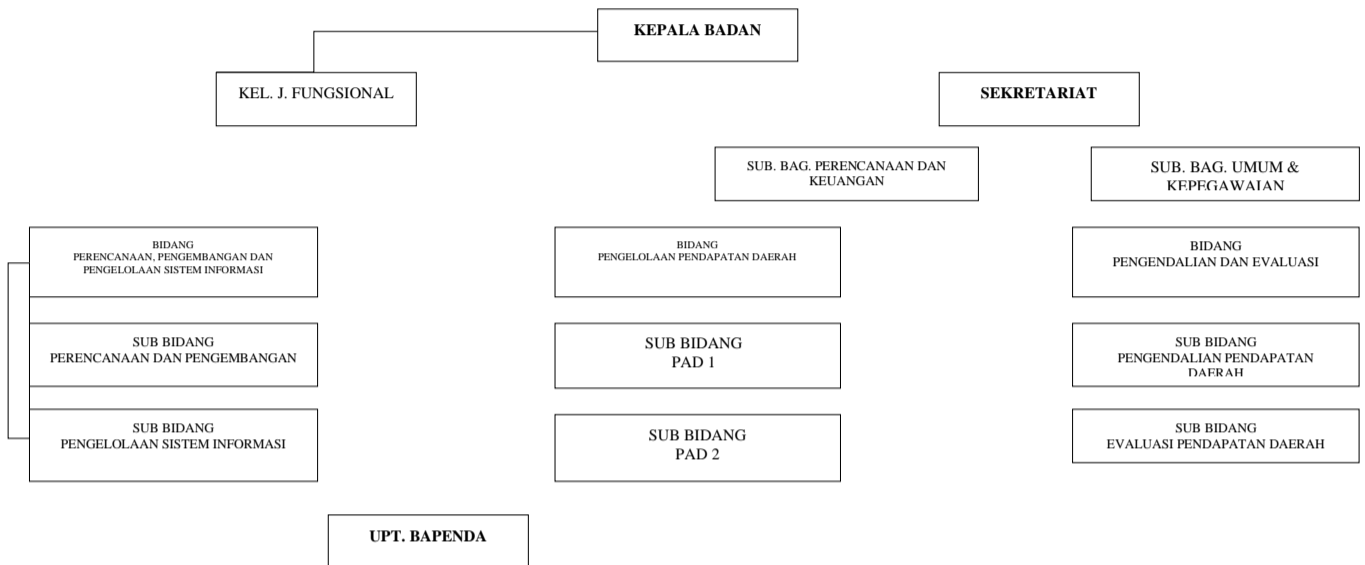 KEPALA BADAN
KEL. J. FUNGSIONAL
SEKRETARIAT
SUB. BAG. PERENCANAAN DAN
KEUANGAN
SUB. BAG. UMUM &
KEPEGAWAIAN
BIDANG
PERENCANAAN, PENGEMBANGAN DAN
PENGELOLAAN SISTEM INFORMASI
BIDANG
PENGELOLAAN PENDAPATAN DAERAH
BIDANG
PENGENDALIAN DAN EVALUASI
SUB BIDANG
PERENCANAAN DAN PENGEMBANGAN
SUB BIDANG
PAD 1
SUB BIDANG
PENGENDALIAN PENDAPATAN
DAERAH
SUB BIDANG
PENGELOLAAN SISTEM INFORMASI
SUB BIDANG
PAD 2
SUB BIDANG
EVALUASI PENDAPATAN DAERAH
UPT. BAPENDA